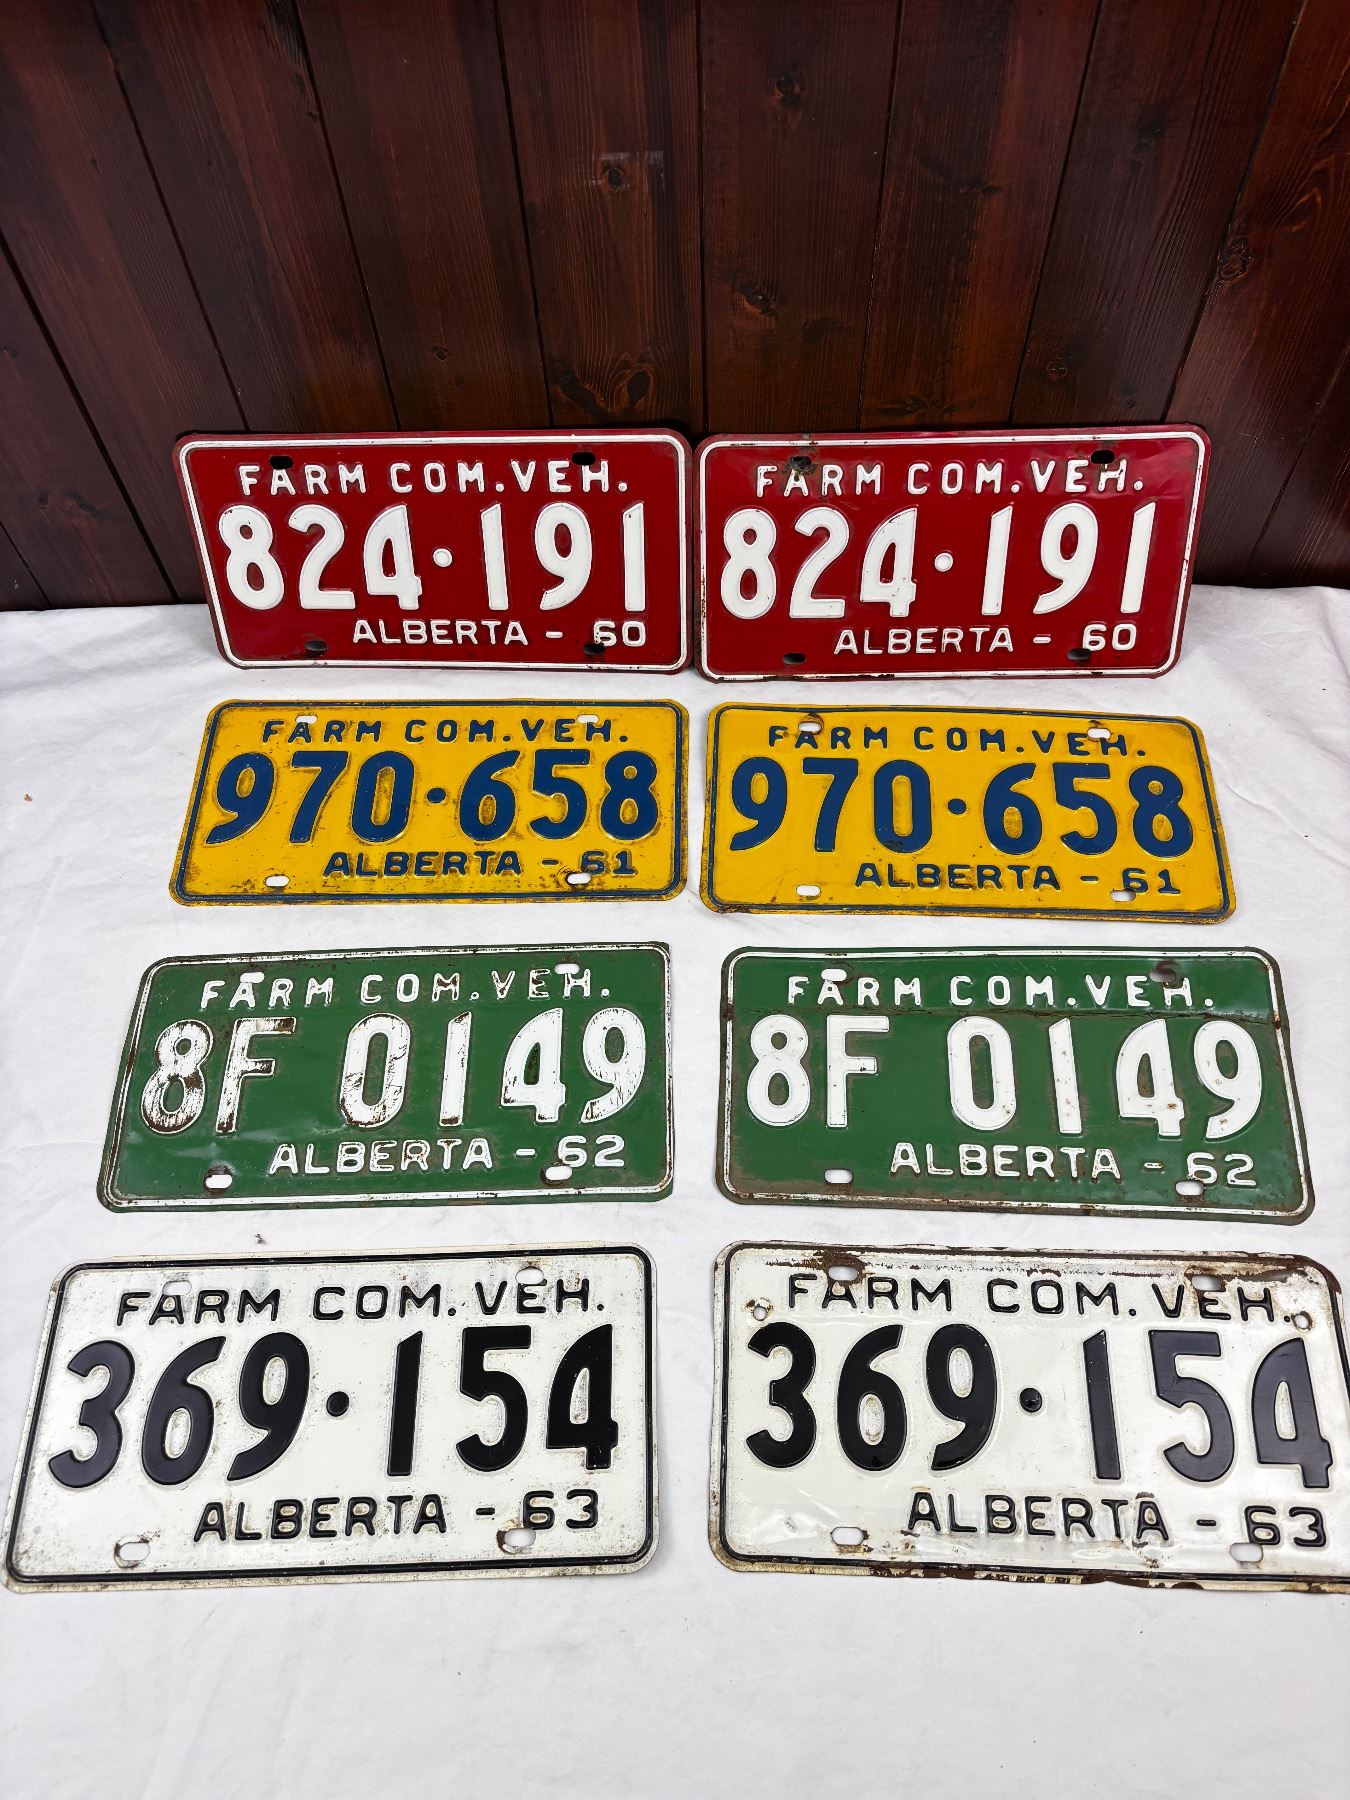 FARM COM. VEH.
824·191
ALBERTA - 60
FARM COM. VEH.
824·191
ALBERTA - 60
FARM COM. VEH.
970·658
ALBERTA - 61
FARM COM. VEH.
970·658
ALBERTA - 61
FARM COM. VEH.
8F 0149
ALBERTA - 62
FARM COM. VEH.
8F 0149
ALBERTA - 62
FARM COM. VEH.
369·154
ALBERTA - 63
FARM COM. VEH.
369·154
ALBERTA - 63